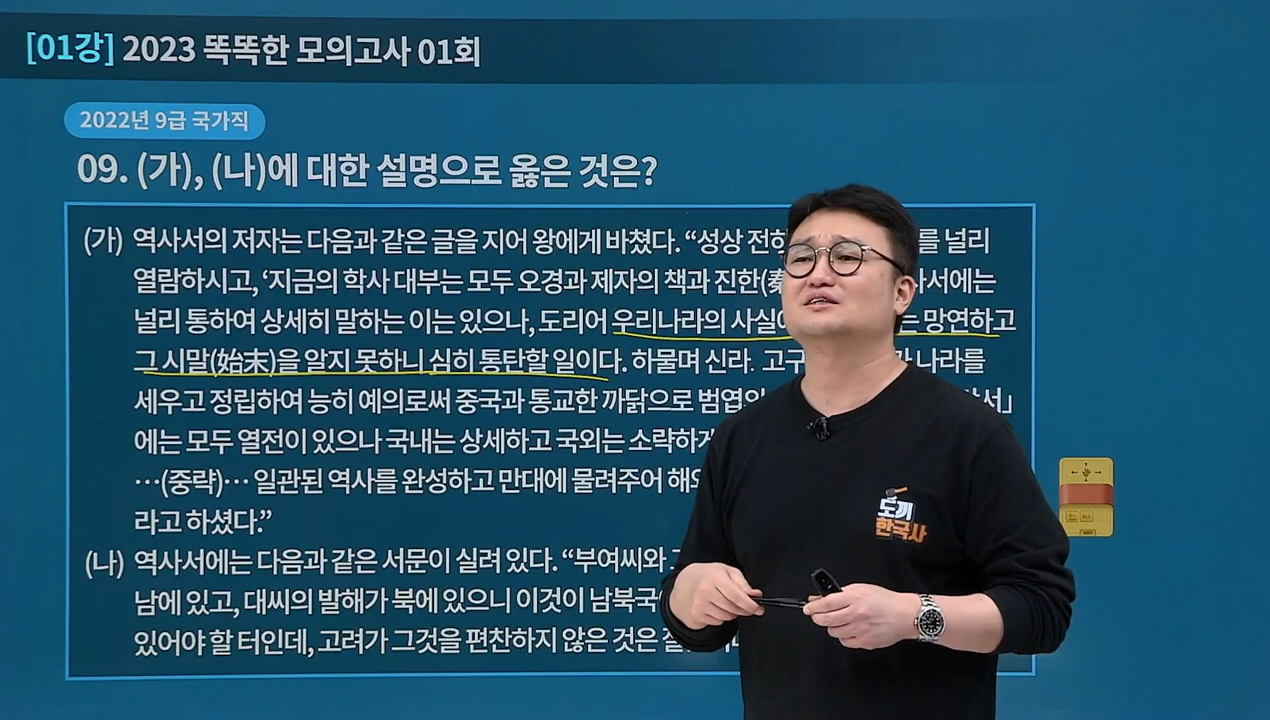 [01강] 2023 똑똑한 모의고사 01회
2022년 9급 국가직
09. (가), (나)에 대한 설명으로 옳은 것은?
(가) 역사서의 저자는 다음과 같은 글을 지어 왕에게 바쳤다. “성상 전하 를 널리
열람하시고, ‘지금의 학사 대부는 모두 오경과 제자의 책과 진한( 사서에는
널리 통하여 상세히 말하는 이는 있으나, 도리어 우리나라의 사실 는 망연하고
그 시말(始末)을 알지 못하니 심히 통탄할 일이다. 하물며 신라. 고구 나라를
세우고 정립하여 능히 예의로써 중국과 통교한 까닭으로 범엽의 서」
에는 모두 열전이 있으나 국내는 상세하고 국외는 소략하게
…(중략)… 일관된 역사를 완성하고 만대에 물려주어 해와
라고 하셨다.”
(나) 역사서에는 다음과 같은 서문이 실려 있다. “부여씨와
남에 있고, 대씨의 발해가 북에 있으니 이것이 남북국
있어야 할 터인데, 고려가 그것을 편찬하지 않은 것은
도끼
한국사
ALL